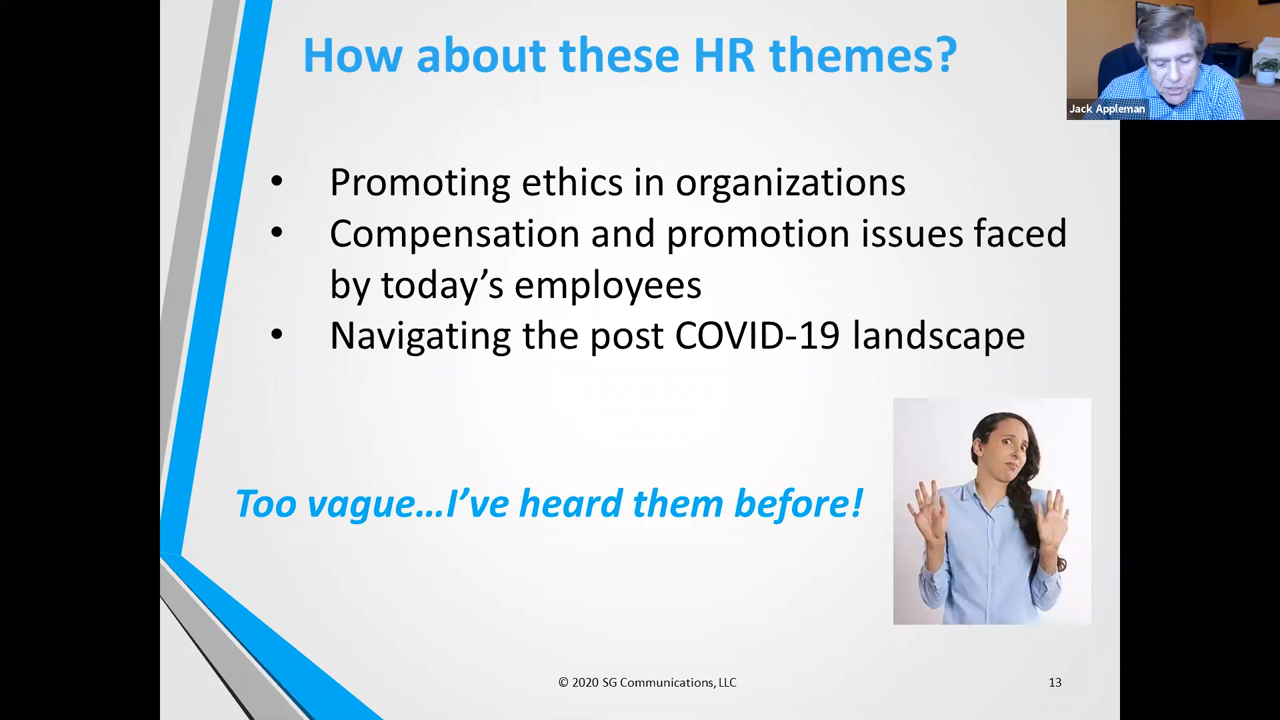 How about these HR themes?
Jack Appleman
• Promoting ethics in organizations
• Compensation and promotion issues faced
by today’s employees
• Navigating the post COVID-19 landscape
Too vague...I’ve heard them before!
© 2020 SG Communications, LLC
13